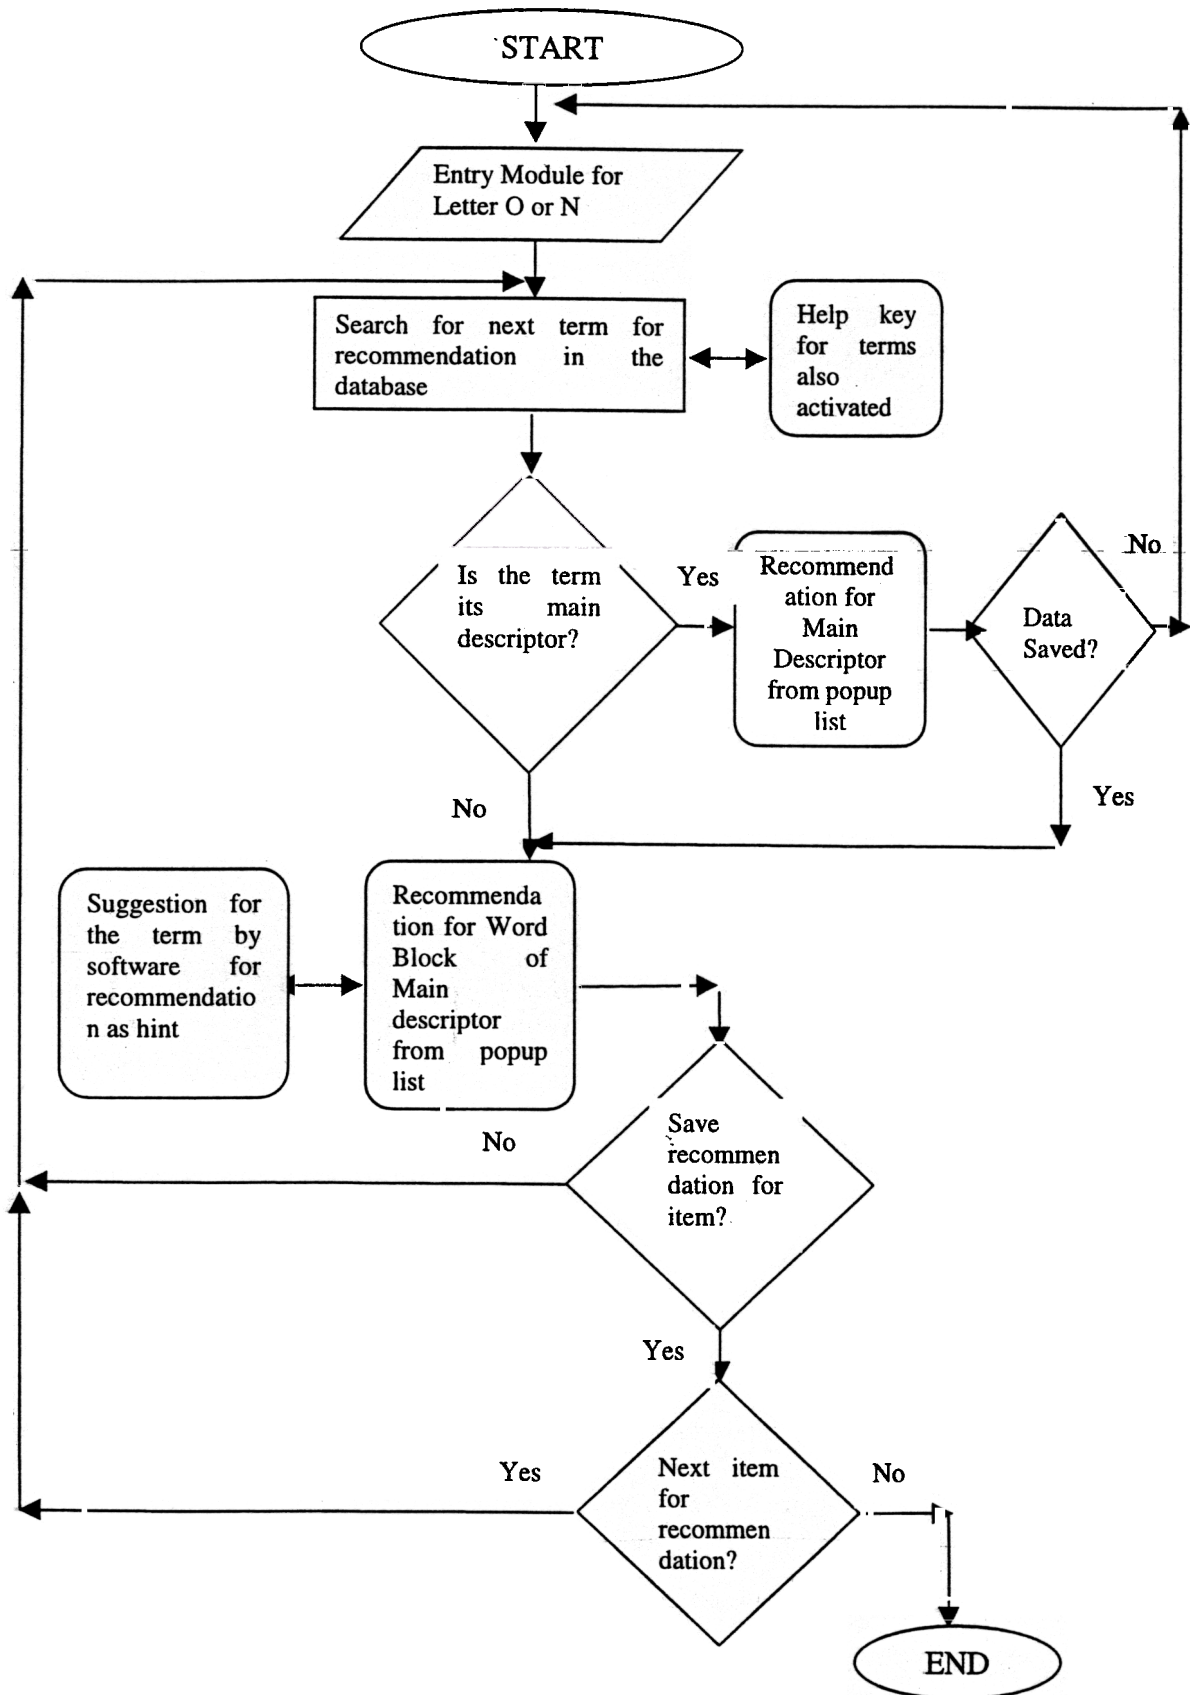 START
Entry Module for
Letter O or N
Search for next term for
recommendation in the
database
Help key
for terms
also
activated
Is the term
its main
descriptor?
Yes
Recommend
ation for
Main
Descriptor
from popup
list
Data
Saved?
No
Yes
No
Suggestion for
the term by
software for
recommendatio
n as hint
Recommenda
tion for Word
Block of
Main
descriptor
from popup
list
No
Save
recommen
dation for
item?
Yes
Yes
Next item
for
recommen
dation?
No
END